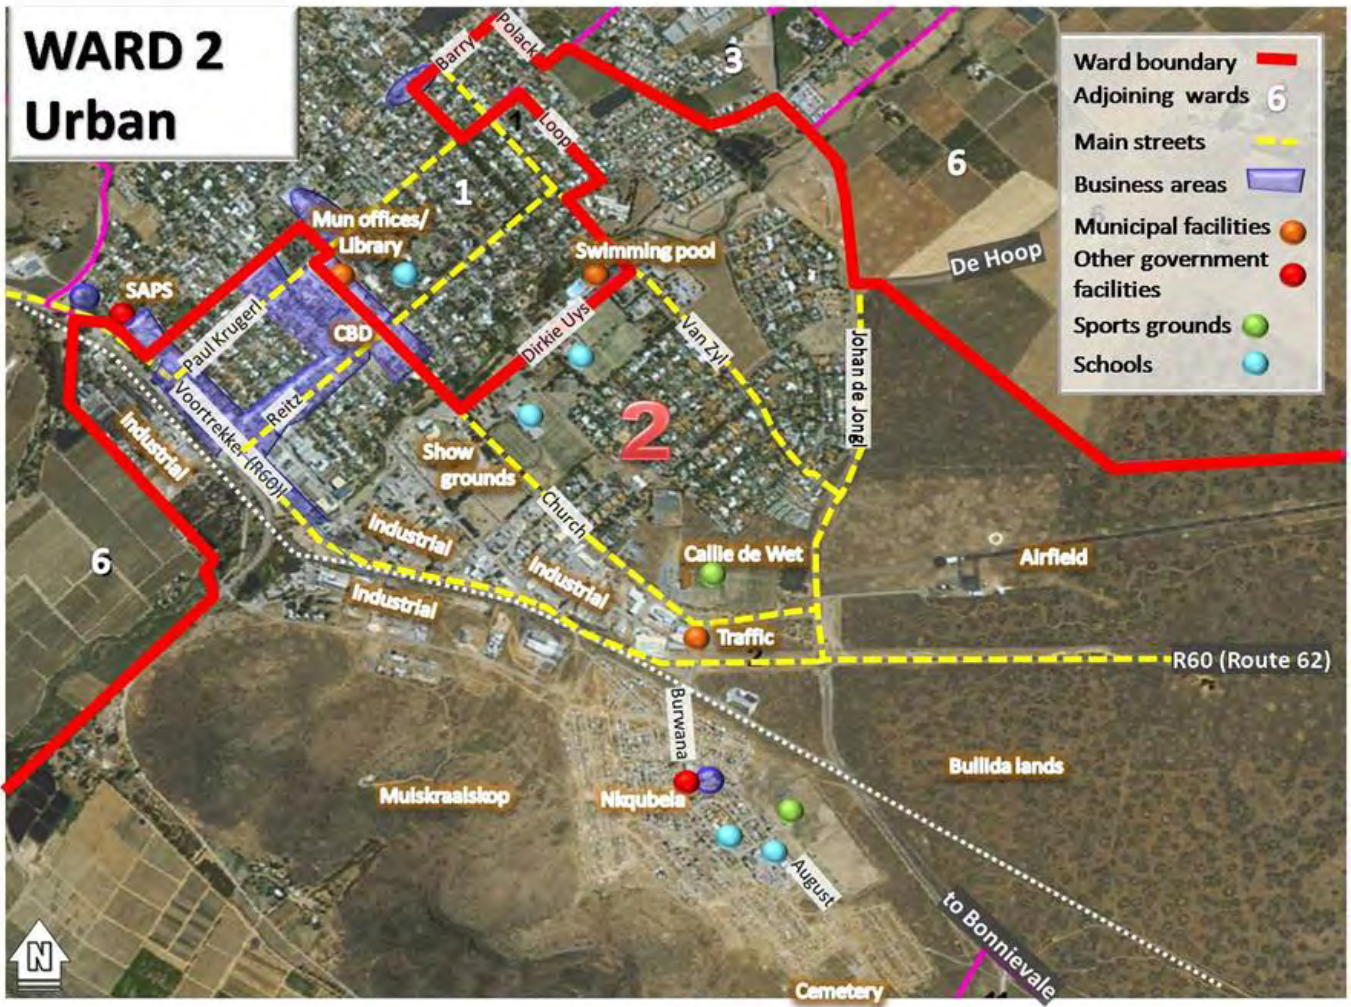 WARD 2
Urban
Ward boundary
Adjoining wards 6
Main streets
Business areas
Municipal facilities
Other government
facilities
Sports grounds
Schools
Barry
Polack
3
6
1
Loop
1
Mun offices/
Library
Swimming pool
De Hoop
SAPS
Paul Krugerl
CBD
Dirkie Uys
Van Zyl
Johan de Jongl
Voortrekker (R60)l
Reitz
2
Industrial
Show
grounds
Church
Industrial
Industrial
Industrial
Callie de Wet
Airfield
6
Traffic
2
R60 (Route 62)
Burwana
Bullida lands
Muiskraalskop
Nkqubela
August
to Bonnievale
Cemetery
N